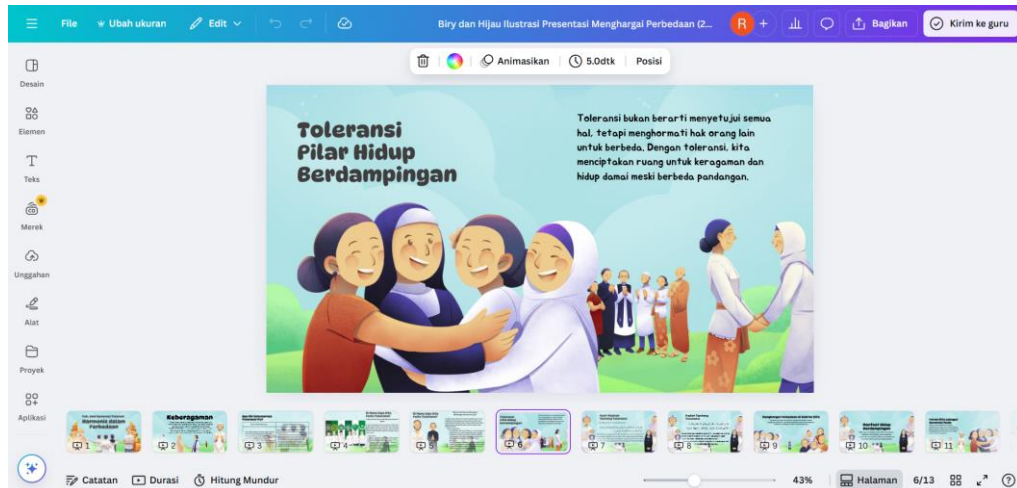 File
Ubah ukuran
Edit
Biry dan Hijau Ilustrasi Presentasi Menghargai Perbedaan (2...
R
+
Bagikan
Kirim ke guru
Desain
Elemen
Teks
Merek
Unggahan
Alat
Proyek
Aplikasi
Animasikan
5.0dtk
Posisi
Toleransi
Pilar Hidup
Berdampingan
Toleransi bukan berarti menyetujui semua
hal, tetapi menghormati hak orang lain
untuk berbeda. Dengan toleransi, kita
menciptakan ruang untuk keragaman dan
hidup damai meski berbeda pandangan.
Harmonis dalam
Perbedaan
1
Keberagaman
2
3
4
5
6
7
8
9
10
11
Catatan
Durasi
Hitung Mundur
43%
Halaman
6/13